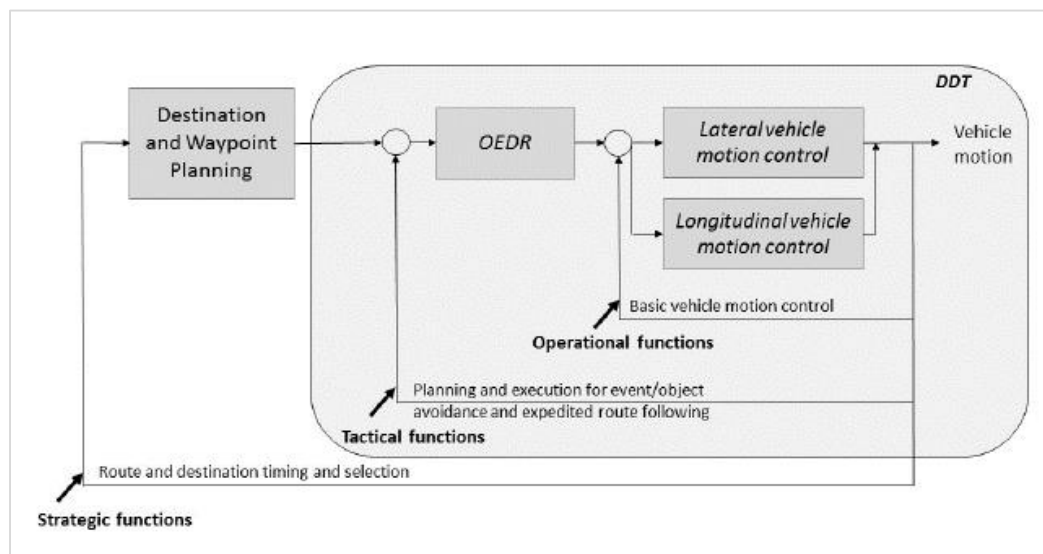 DDT
Destination
and Waypoint
Planning
OEDR
Lateral vehicle
motion control
Vehicle
motion
Longitudinal vehicle
motion control
Basic vehicle motion control
Operational functions
Planning and execution for event/object
avoidance and expedited route following
Tactical functions
Route and destination timing and selection
Strategic functions